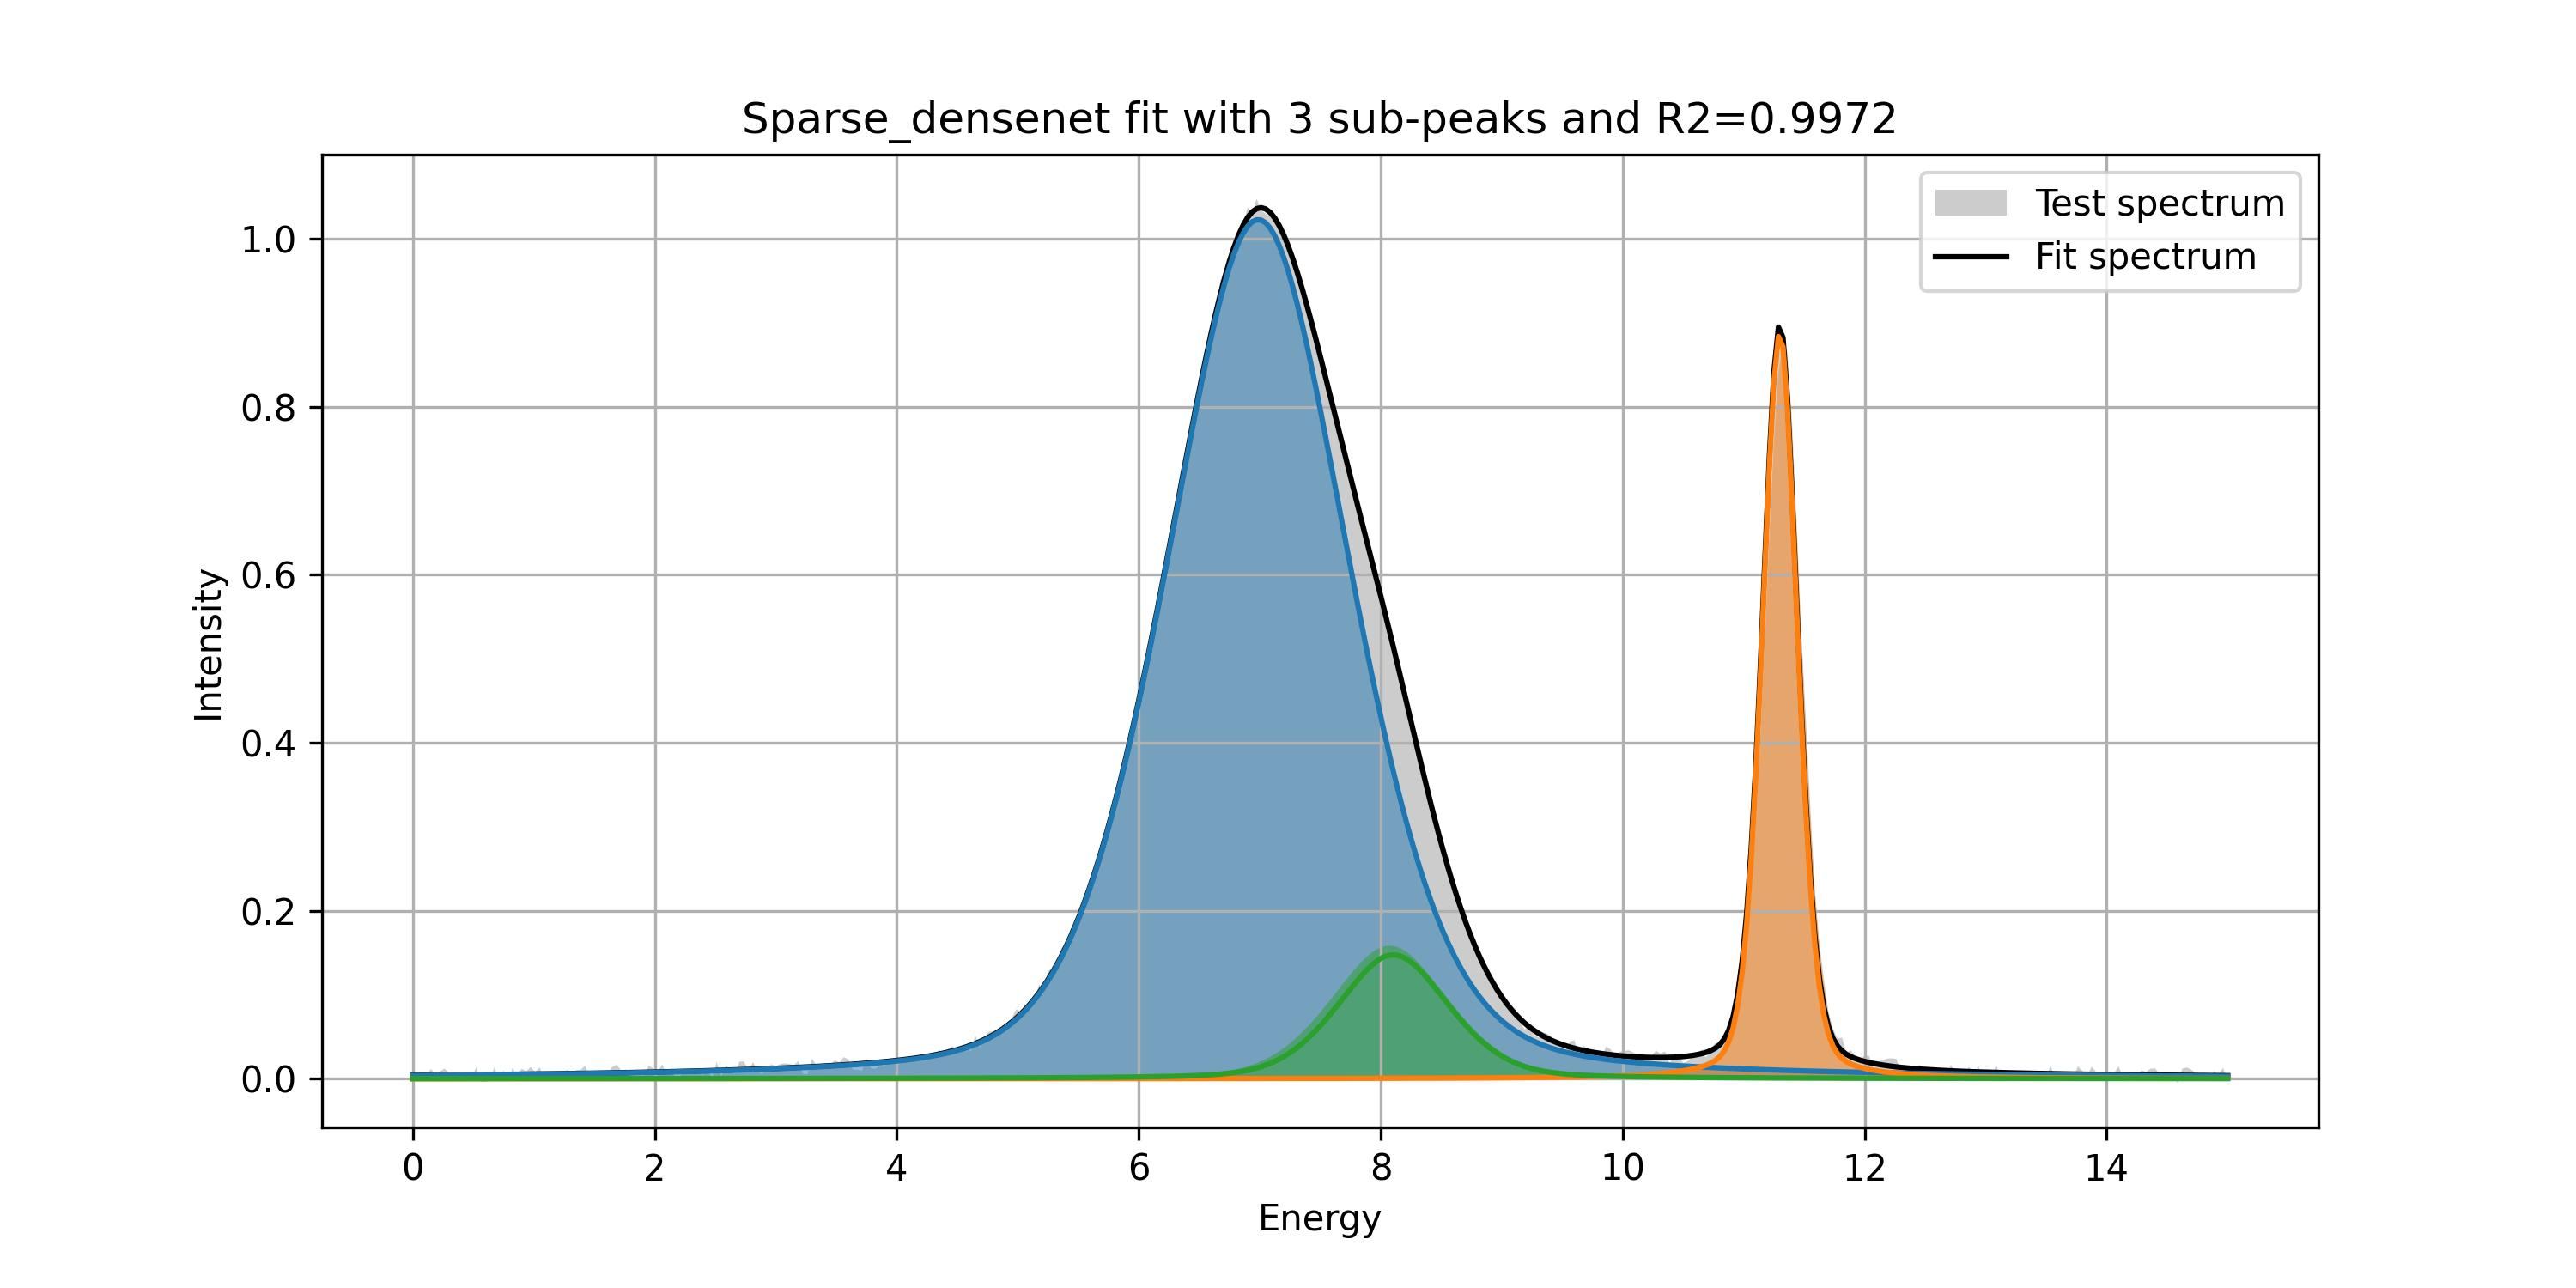 Sparse_densenet fit with 3 sub-peaks and R2=0.9972
Test spectrum
Fit spectrum
Intensity
1.0
0.8
0.6
0.4
0.2
0.0
0 2 4 6 8 10 12 14
Energy